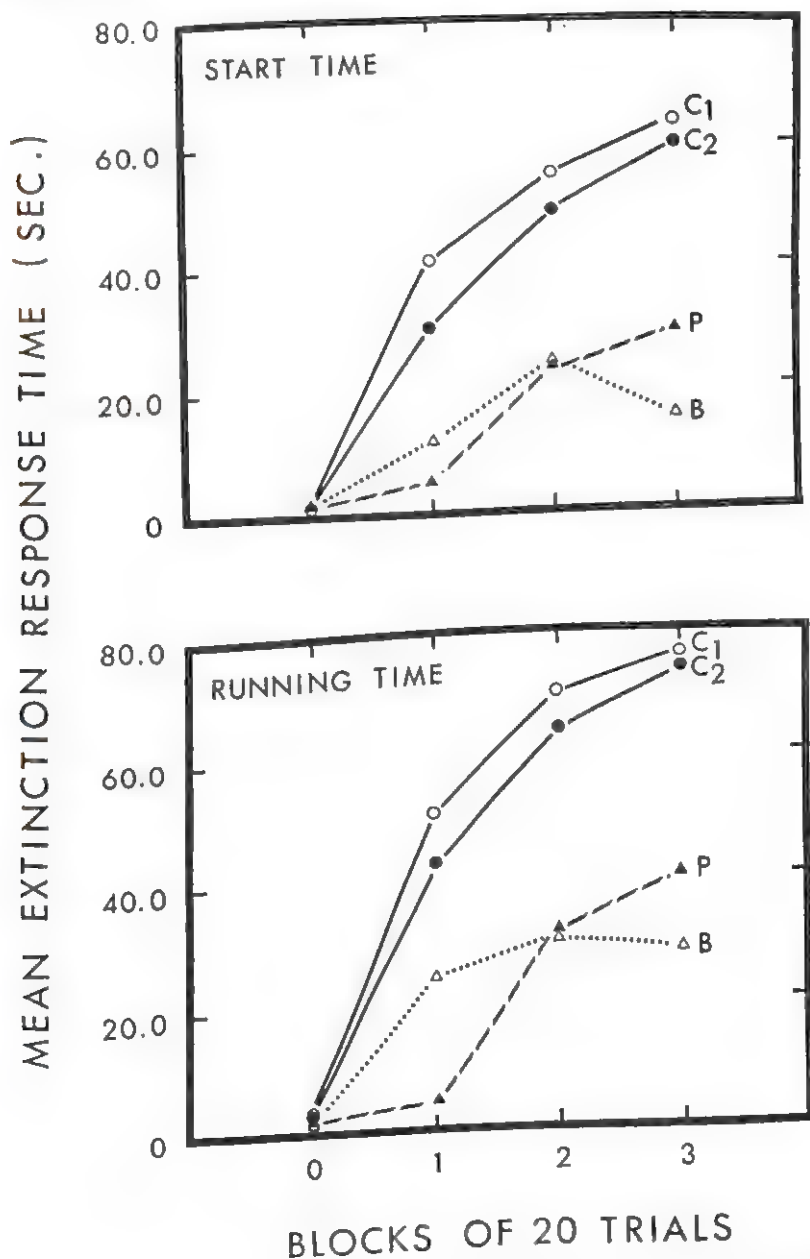 MEAN EXTINCTION RESPONSE TIME (SEC.)
80.0
60.0
40.0
20.0
0
START TIME
C1
C2
P
B
80.0
60.0
40.0
20.0
0
RUNNING TIME
C1
C2
P
B
0 1 2 3
BLOCKS OF 20 TRIALS